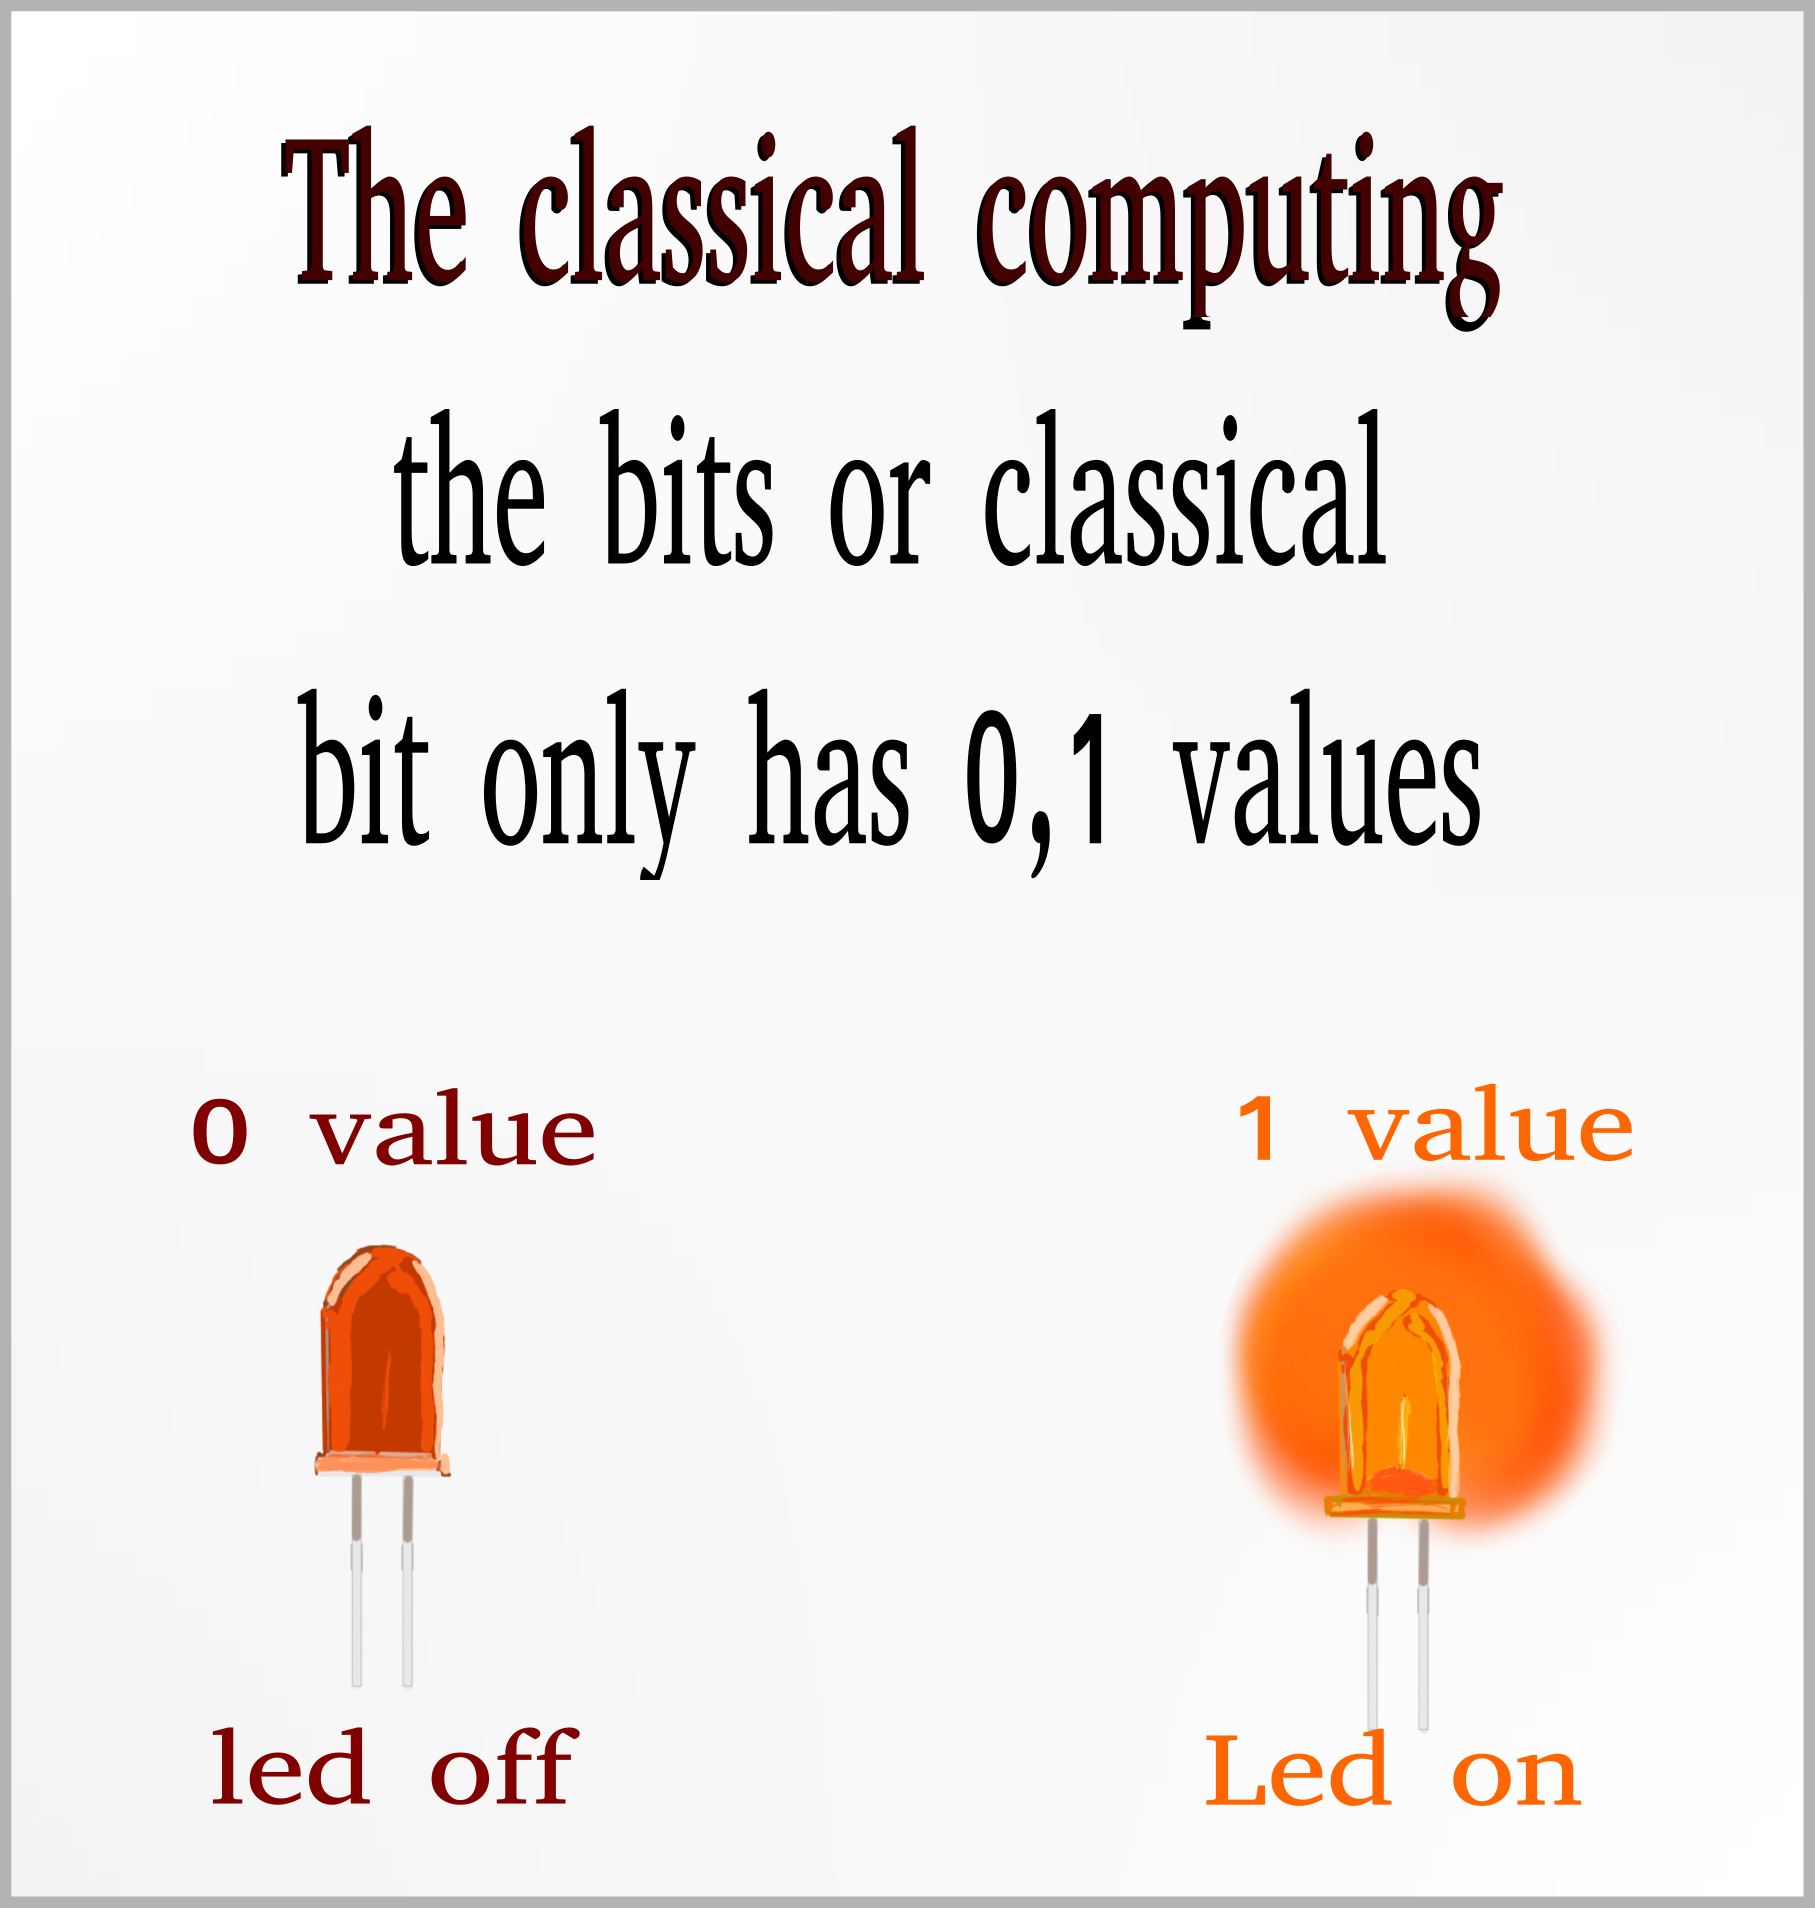 The classical computing
the bits or classical
bit only has 0,1 values
0 value
1 value
led off
Led on